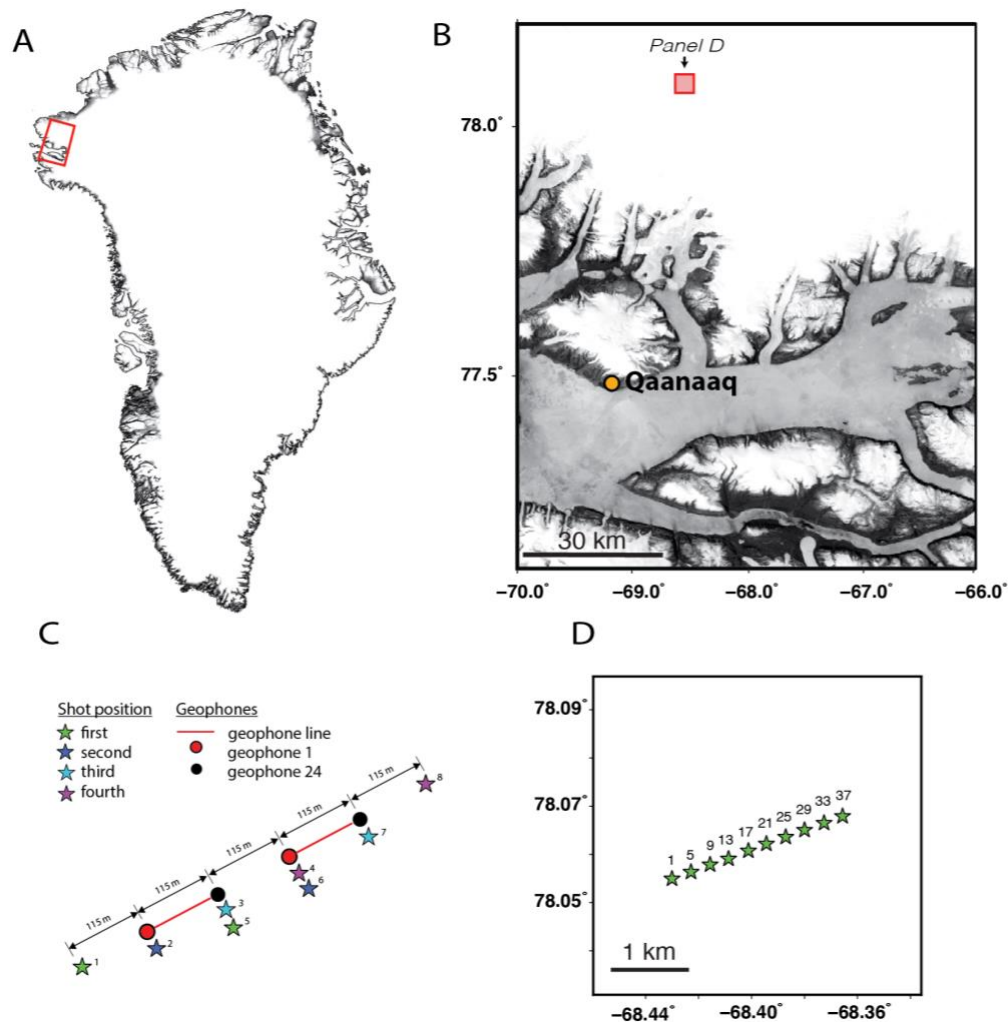 A
B
Panel D
78.0°
77.5°
Qaanaaq
30 km
−70.0° −69.0° −68.0° −67.0° −66.0°
C
Shot position
first
second
third
fourth
Geophones
geophone line
geophone 1
geophone 24
115 m
115 m
115 m
115 m
115 m
1
2
3
5
4
6
7
8
D
78.09°
78.07°
78.05°
1 5 9 13 17 21 25 29 33 37
1 km
−68.44° −68.40° −68.36°